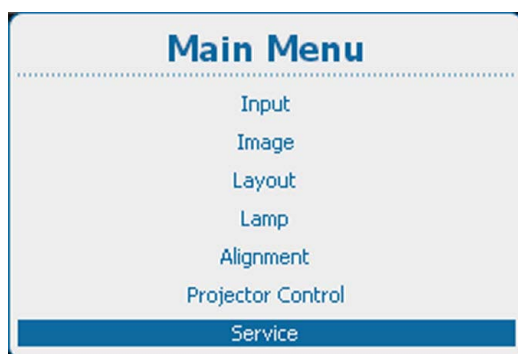 Main Menu
Input
Image
Layout
Lamp
Alignment
Projector Control
Service